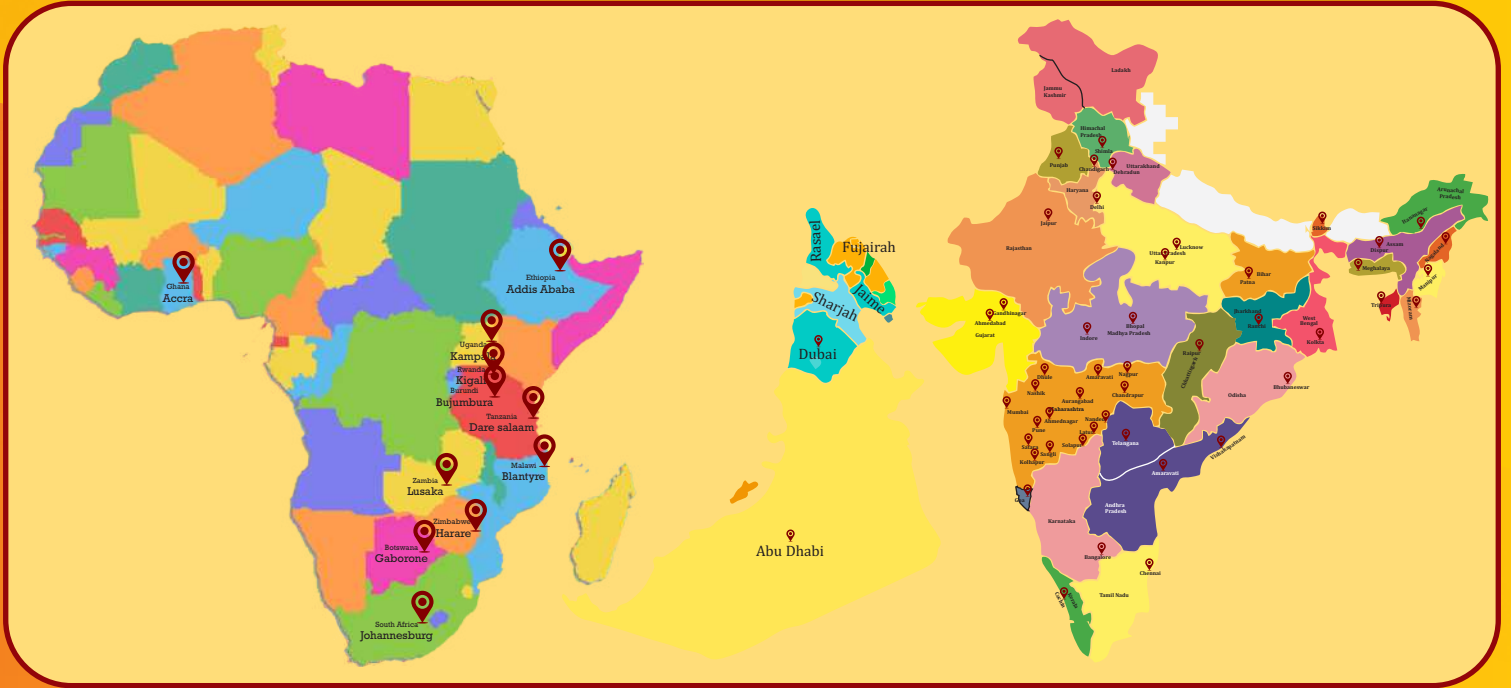 Ghana
Accra
Ethiopia
Addis Ababa
Uganda
Kampala
Rwanda
Kigali
Burundi
Bujumbura
Tanzania
Dare salaam
Malawi
Blantyre
Zambia
Lusaka
Zimbabwe
Harare
Botswana
Gaborone
South Africa
Johannesburg
Rasael
Fujairah
Jaime
Sharjah
Dubai
Abu Dhabi
Ladakh
Jammu
Kashmir
Himachal
Pradesh
Shimla
Punjab
Chandigarh
Uttarakhand
Dehradun
Haryana
Delhi
Jaipur
Rajasthan
Lucknow
Uttar Pradesh
Kanpur
Bihar
Patna
Sikkim
Arunachal
Pradesh
Assam
Dispur
Nagaland
Meghalaya
Manipur
Tripura
Mizoram
Gandhinagar
Ahmedabad
Gujarat
Bhopal
Madhya Pradesh
Indore
Jharkhand
Ranchi
West
Bengal
Raipur
Chhattisgarh
Odisha
Bhubaneswar
Dhule
Nashik
Amaravati
Nagpur
Chandrapur
Aurangabad
Maharashtra
Ahmednagar
Mumbai
Pune
Nanded
Latur
Satara
Sangli
Solapur
Kolhapur
Telangana
Amaravati
Vishakapatnam
Andhra
Pradesh
Goa
Karnataka
Bangalore
Chennai
Tamil Nadu